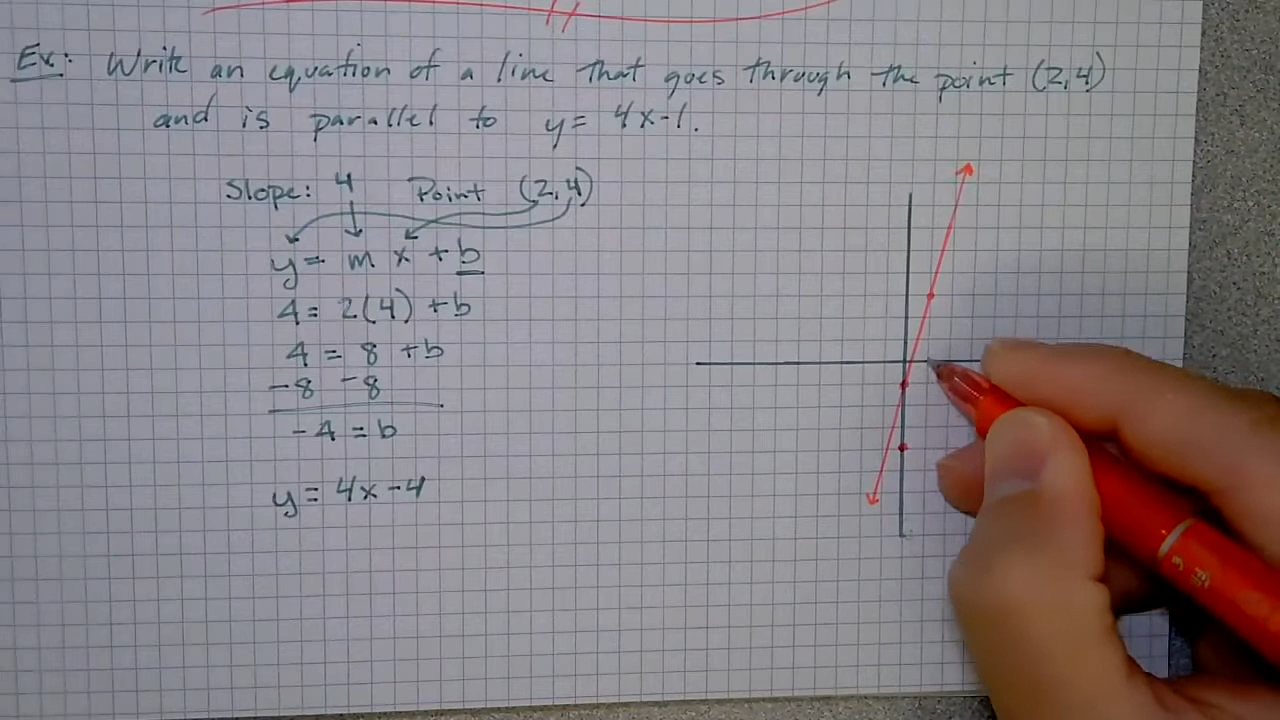 Ex: Write an equation of a line that goes through the point (2,4)
and is parallel to y = 4x-1.
Slope: 4 Point (2,4)
y = m x + b
4 = 2(4) + b
4 = 8 + b
-8 -8
-4 = b
y = 4x-4